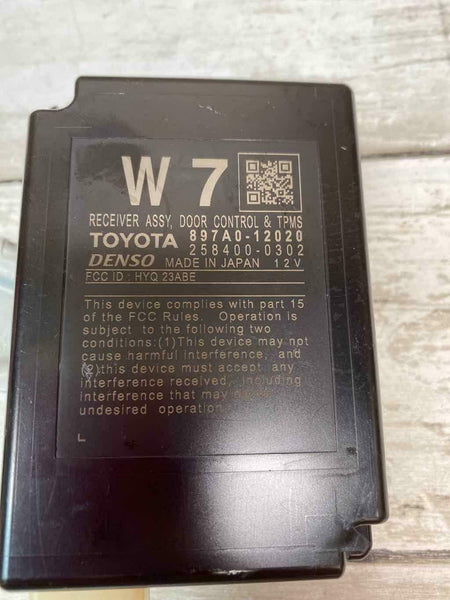 W 7
RECEIVER ASSY, DOOR CONTROL & TPMS
TOYOTA 897A0-12020
258400-0302
DENSO MADE IN JAPAN 12V
FCC ID : HYQ 23ABE
This device complies with part 15
of the FCC Rules. Operation is
subject to the following two
conditions:(1)This device may not
cause harmful interference, and
(2)this device must accept any
interference received, including
interference that may
undesired operation.
L